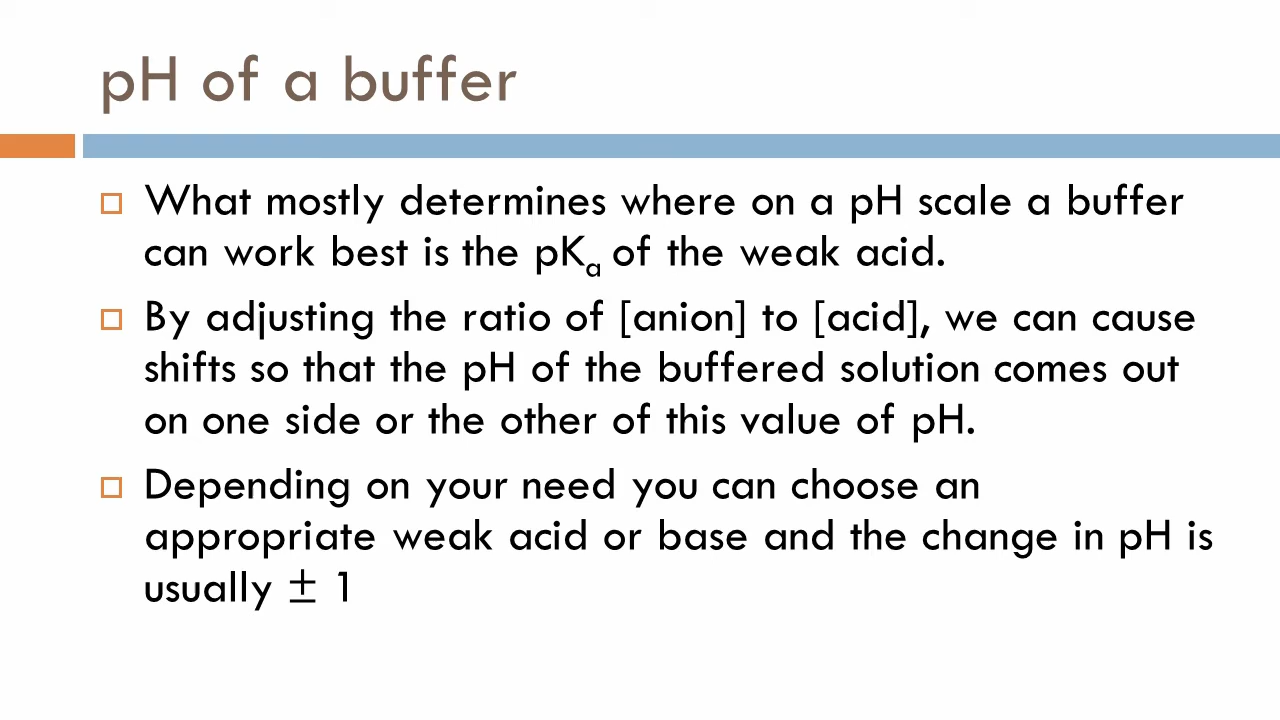 pH of a buffer
What mostly determines where on a pH scale a buffer
can work best is the pKₐ of the weak acid.
By adjusting the ratio of [anion] to [acid], we can cause
shifts so that the pH of the buffered solution comes out
on one side or the other of this value of pH.
Depending on your need you can choose an
appropriate weak acid or base and the change in pH is
usually ± 1